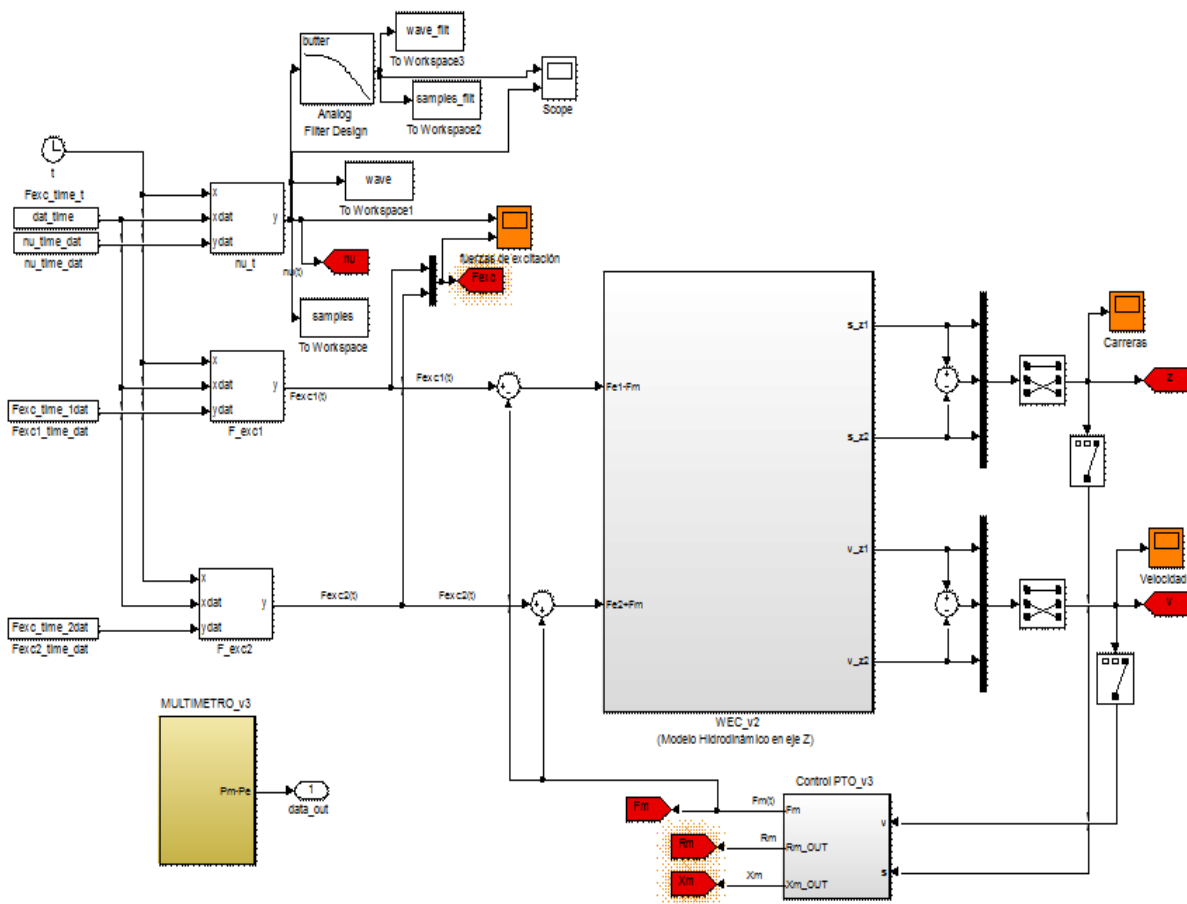 butter
wave_filt
To Workspace3
samples_filt
To Workspace2
Analog
Filter Design
Scope
t
Fexc_time_t
dat_time
nu_time_dat
nu_time_dat
x
xdat
ydat
y
nu_t
wave
To Workspace1
nu(t)
nu
fuerzas de excitación
Fexc
samples
To Workspace
x
xdat
ydat
y
F_exc1
Fexc_time_1dat
Fexc1_time_dat
Fexc1(t)
Fexc1(t)
+
-
Fe1-Fm
s_z1
s_z2
+
-
Carreras
z
x
xdat
ydat
y
F_exc2
Fexc_time_2dat
Fexc2_time_dat
Fexc2(t)
Fexc2(t)
+
+
Fe2+Fm
v_z1
v_z2
+
-
Velocidad
v
WEC_v2
(Modelo Hidrodinámico en eje Z)
MULTIMETRO_v3
Pm-Pe
1
data_out
Control PTO_v3
Fm
Fm(t)
Fm
v
Rm
Rm
Rm_OUT
s
Xm
Xm
Xm_OUT